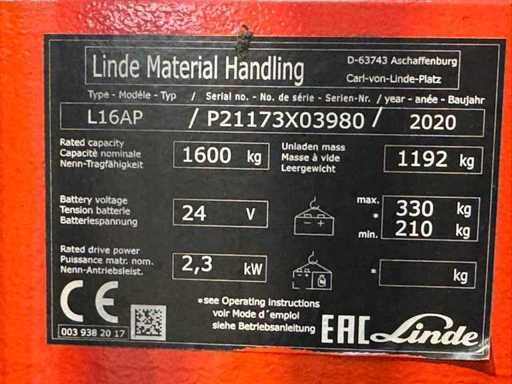 Linde Material Handling
D-63743 Aschaffenburg
Carl-von-Linde-Platz
Type - Modèle - Typ / Serial no. - No. de série - Serien-Nr. / year - anée - Baujahr
L16AP / P21173X03980 / 2020
Rated capacity
Capacité nominale
Nenn-Tragfähigkeit
1600 kg
Unladen mass
Masse à vide
Leergewicht
1192 kg
Battery voltage
Tension batterie
Batteriespannung
24 V
- +
max. 330 kg
*
min. 210 kg
Rated drive power
Puissance matr. nom.
Nenn-Antriebsleist.
2,3 kW
* kg
CE
003 938 20 17
*see Operating instructions
voir Mode d´emploi
siehe Betriebsanleitung
EAC Linde